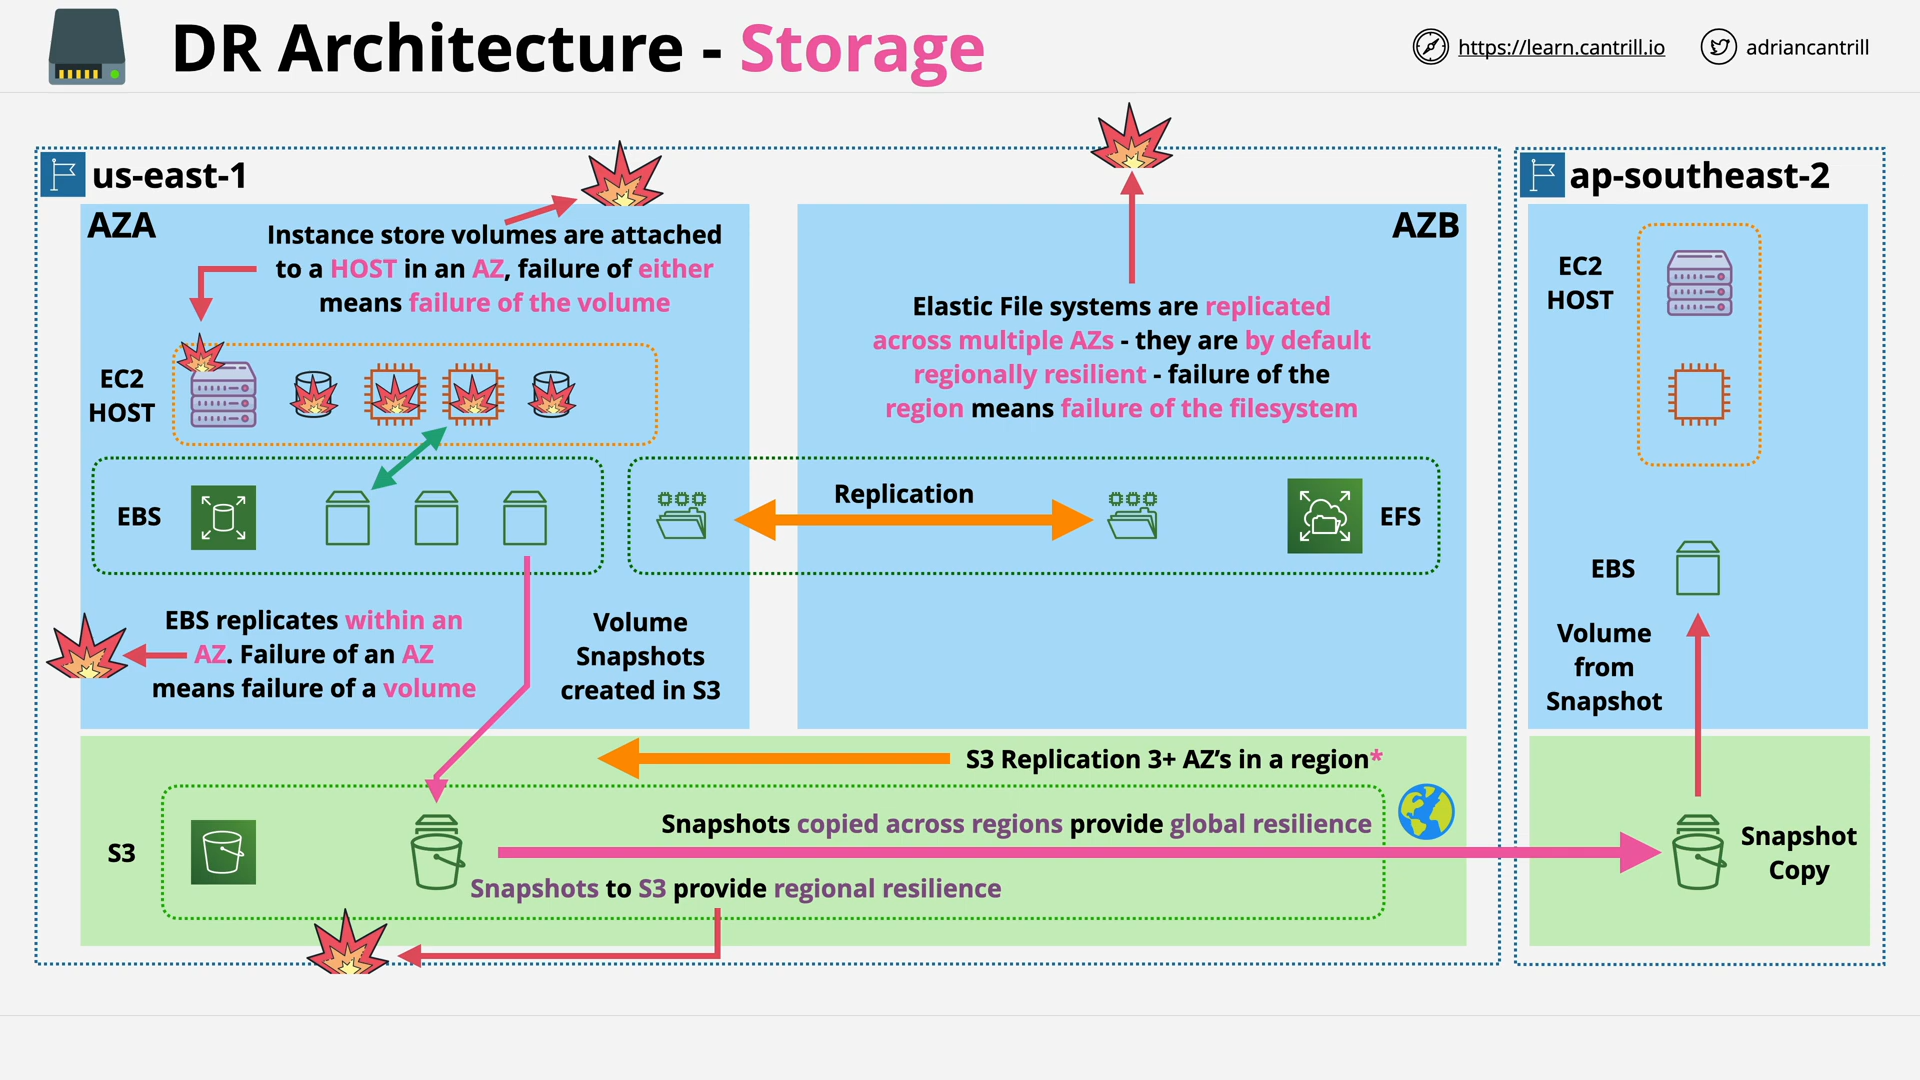 DR Architecture - Storage
https://learn.cantrill.io
adriancantrill
us-east-1
AZA
Instance store volumes are attached
to a HOST in an AZ, failure of either
means failure of the volume
EC2
HOST
EBS
EBS replicates within an
AZ. Failure of an AZ
means failure of a volume
Volume
Snapshots
created in S3
AZB
Elastic File systems are replicated
across multiple AZs - they are by default
regionally resilient - failure of the
region means failure of the filesystem
Replication
EFS
S3 Replication 3+ AZ’s in a region*
S3
Snapshots copied across regions provide global resilience
Snapshots to S3 provide regional resilience
ap-southeast-2
EC2
HOST
EBS
Volume
from
Snapshot
Snapshot
Copy